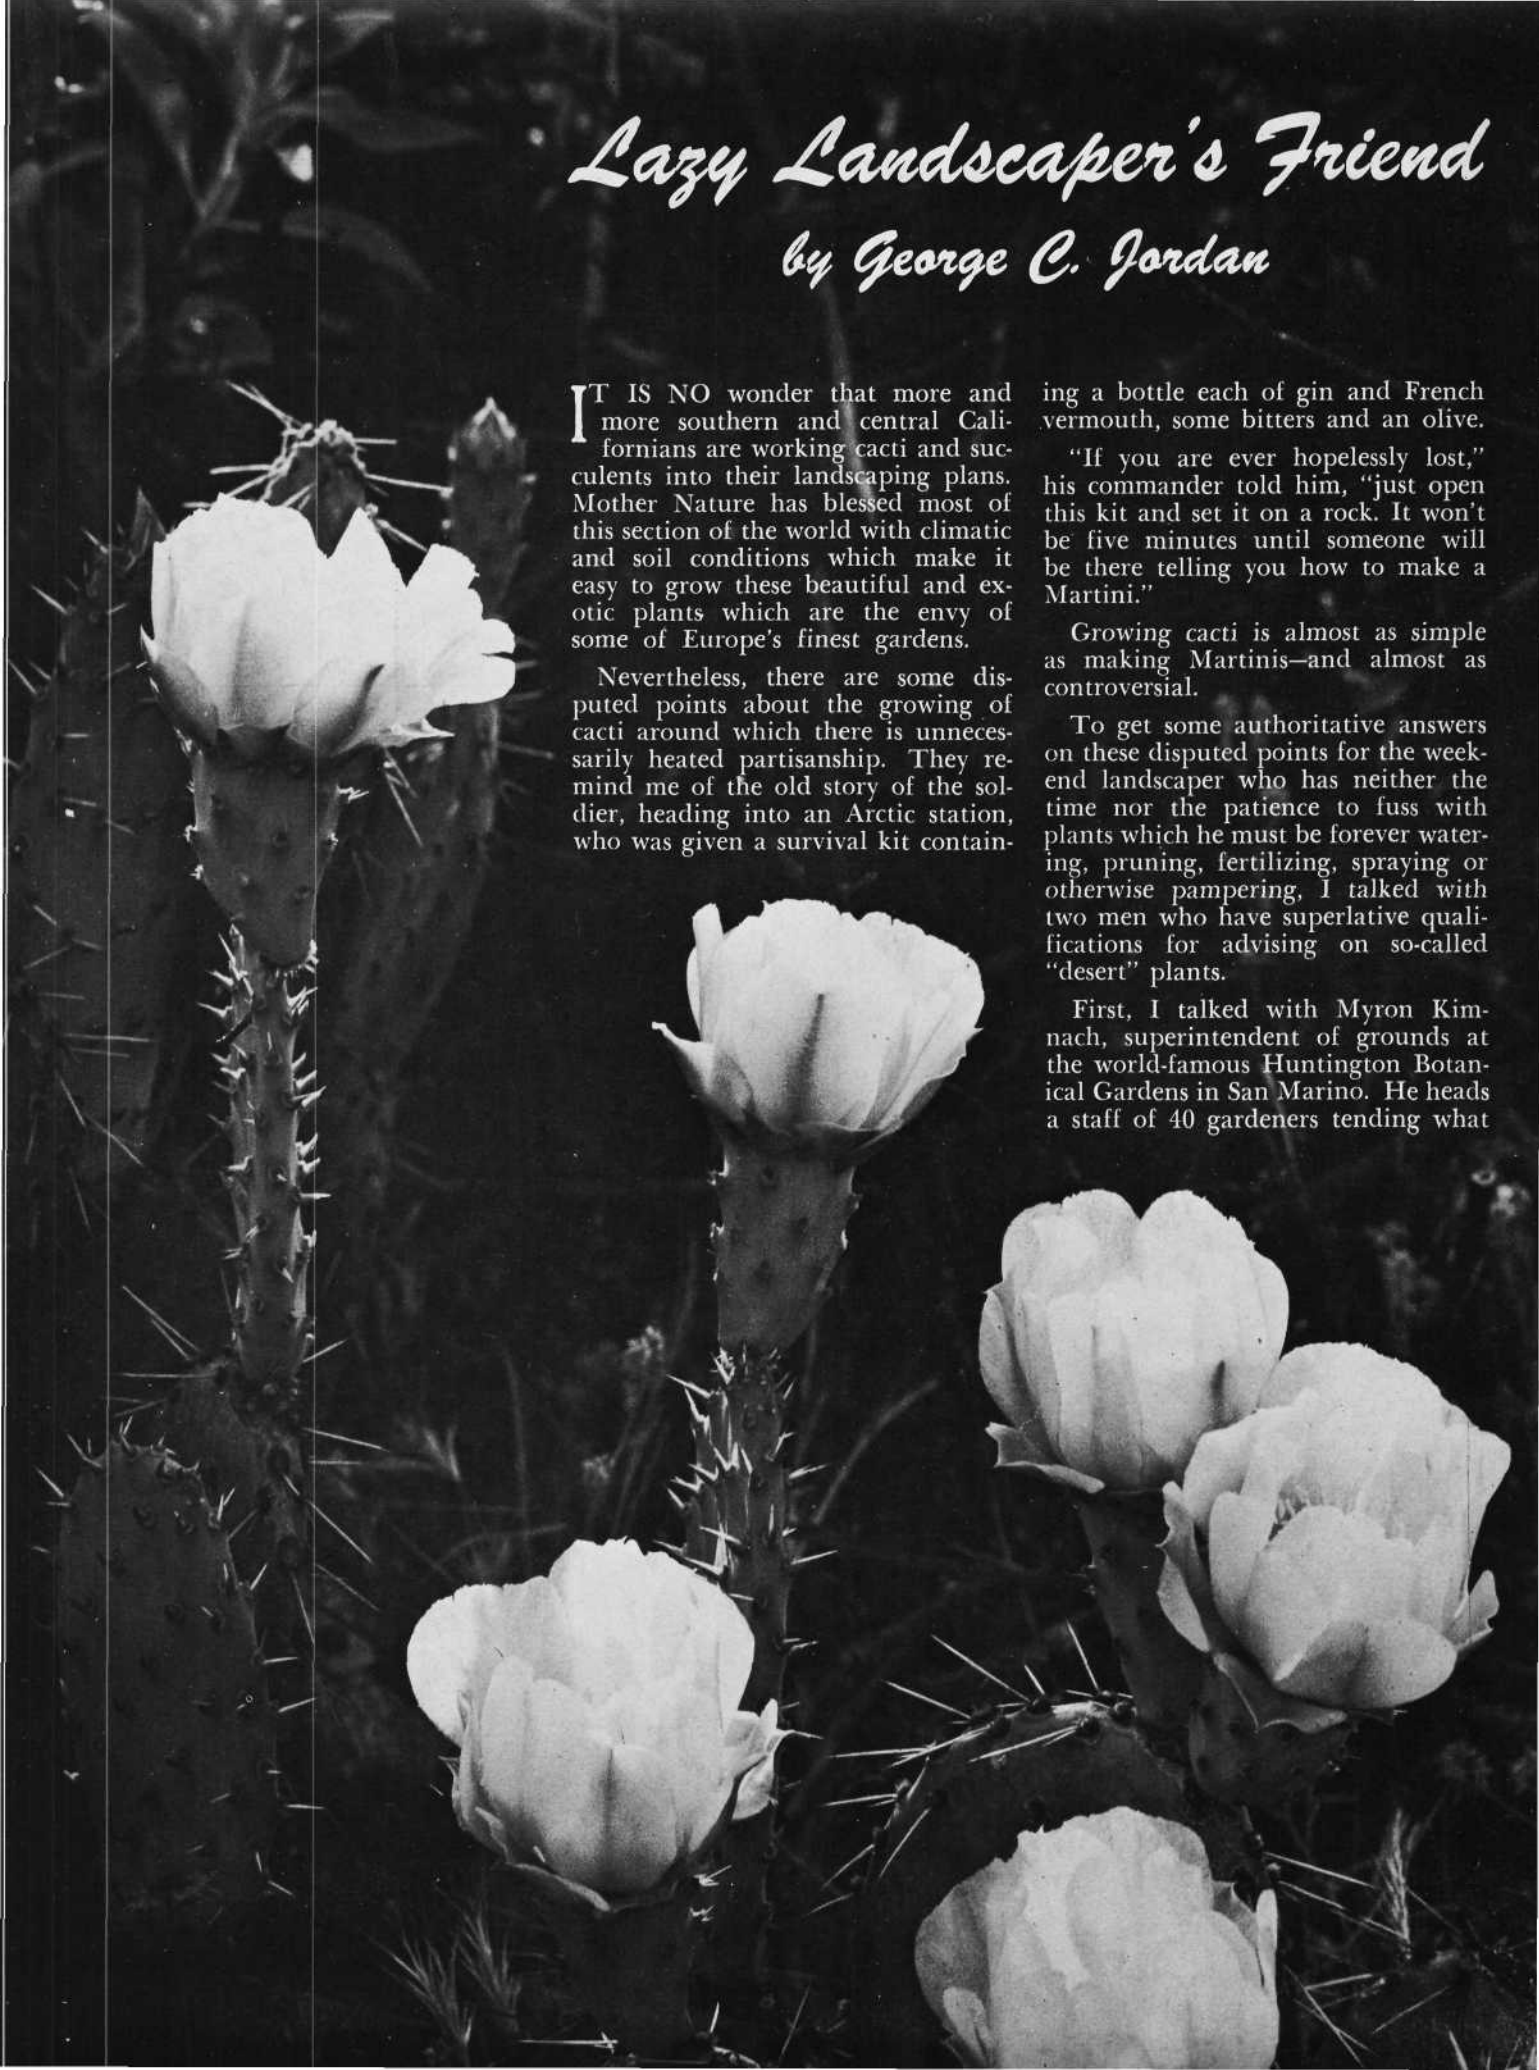 Lazy Landscaper's Friend
by George C. Jordan
IT IS NO wonder that more and
more southern and central Cali-
fornians are working cacti and suc-
culents into their landscaping plans.
Mother Nature has blessed most of
this section of the world with climatic
and soil conditions which make it
easy to grow these beautiful and ex-
otic plants which are the envy of
some of Europe's finest gardens.
Nevertheless, there are some dis-
puted points about the growing of
cacti around which there is unneces-
sarily heated partisanship. They re-
mind me of the old story of the sol-
dier, heading into an Arctic station,
who was given a survival kit contain-
ing a bottle each of gin and French
vermouth, some bitters and an olive.
"If you are ever hopelessly lost,"
his commander told him, "just open
this kit and set it on a rock. It won't
be five minutes until someone will
be there telling you how to make a
Martini."
Growing cacti is almost as simple
as making Martinis—and almost as
controversial.
To get some authoritative answers
on these disputed points for the week-
end landscaper who has neither the
time nor the patience to fuss with
plants which he must be forever water-
ing, pruning, fertilizing, spraying or
otherwise pampering, I talked with
two men who have superlative quali-
fications for advising on so-called
"desert" plants.
First, I talked with Myron Kim-
nach, superintendent of grounds at
the world-famous Huntington Botan-
ical Gardens in San Marino. He heads
a staff of 40 gardeners tending what